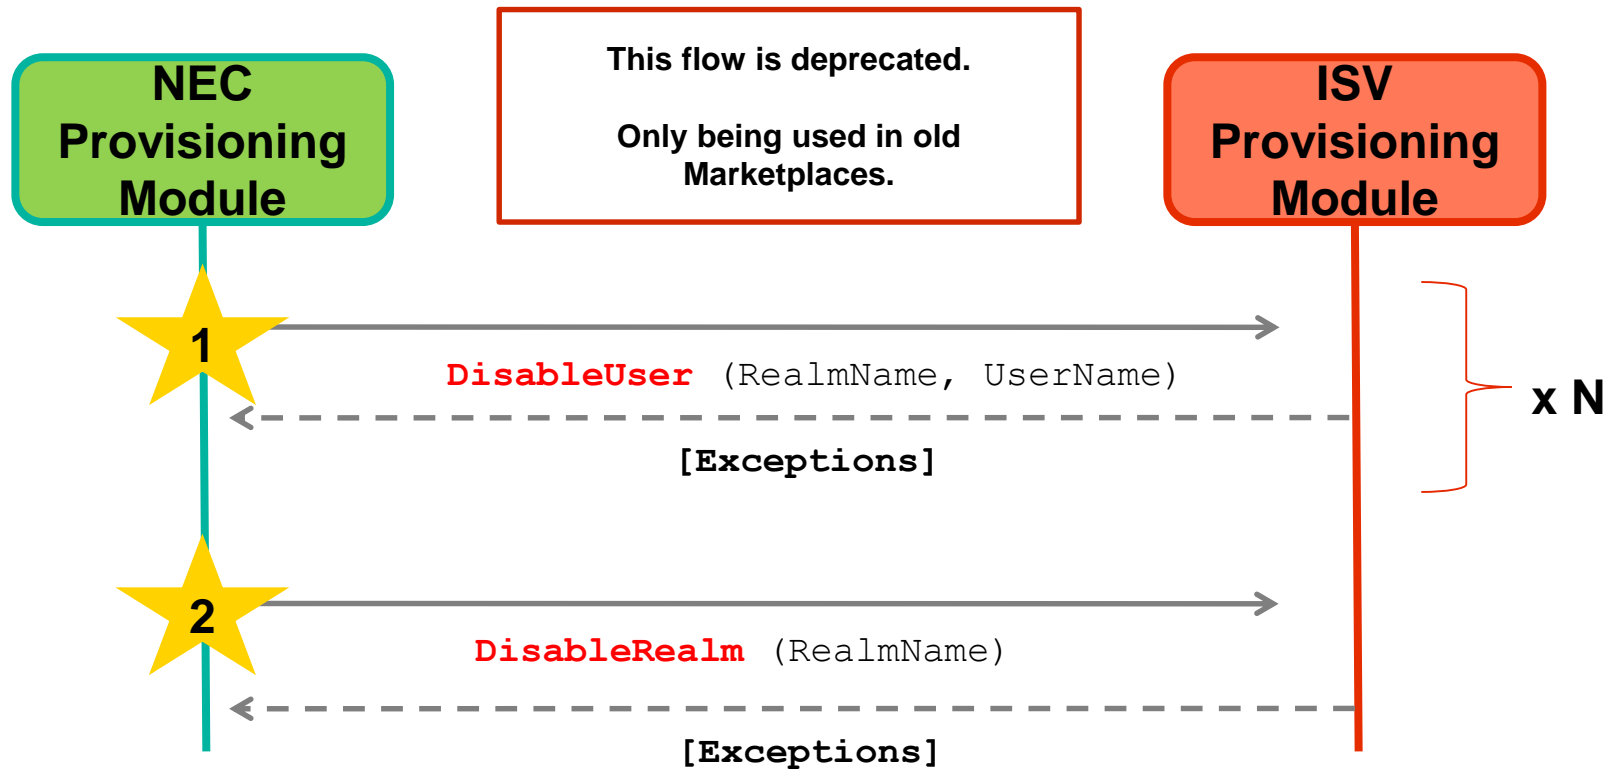 NEC
Provisioning
Module
This flow is deprecated.
Only being used in old
Marketplaces.
ISV
Provisioning
Module
1
DisableUser (RealmName, UserName)
[Exceptions]
x N
2
DisableRealm (RealmName)
[Exceptions]